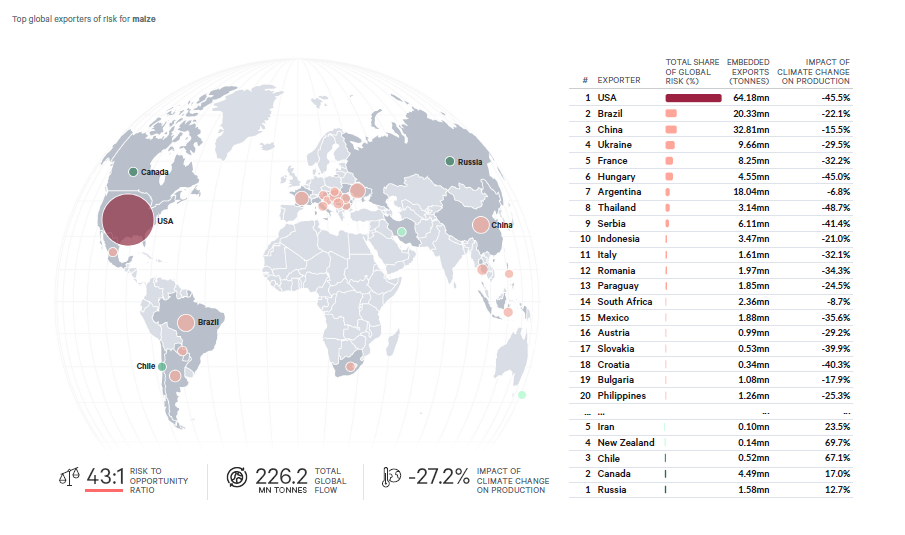 Top global exporters of risk for maize
Canada
USA
Brazil
Chile
Russia
China
43:1 RISK TO OPPORTUNITY RATIO
226.2 MN TONNES TOTAL GLOBAL FLOW
-27.2% IMPACT OF CLIMATE CHANGE ON PRODUCTION
# EXPORTER TOTAL SHARE OF GLOBAL RISK (%) EMBEDDED EXPORTS (TONNES) IMPACT OF CLIMATE CHANGE ON PRODUCTION
1 USA 64.18mn -45.5%
2 Brazil 20.33mn -22.1%
3 China 32.81mn -15.5%
4 Ukraine 9.66mn -29.5%
5 France 8.25mn -32.2%
6 Hungary 4.55mn -45.0%
7 Argentina 18.04mn -6.8%
8 Thailand 3.14mn -48.7%
9 Serbia 6.11mn -41.4%
10 Indonesia 3.47mn -21.0%
11 Italy 1.61mn -32.1%
12 Romania 1.97mn -34.3%
13 Paraguay 1.85mn -24.5%
14 South Africa 2.36mn -8.7%
15 Mexico 1.88mn -35.6%
16 Austria 0.99mn -29.2%
17 Slovakia 0.53mn -39.9%
18 Croatia 0.34mn -40.3%
19 Bulgaria 1.08mn -17.9%
20 Philippines 1.26mn -25.3%
... ... ... ...
5 Iran 0.10mn 23.5%
4 New Zealand 0.14mn 69.7%
3 Chile 0.52mn 67.1%
2 Canada 4.49mn 17.0%
1 Russia 1.58mn 12.7%